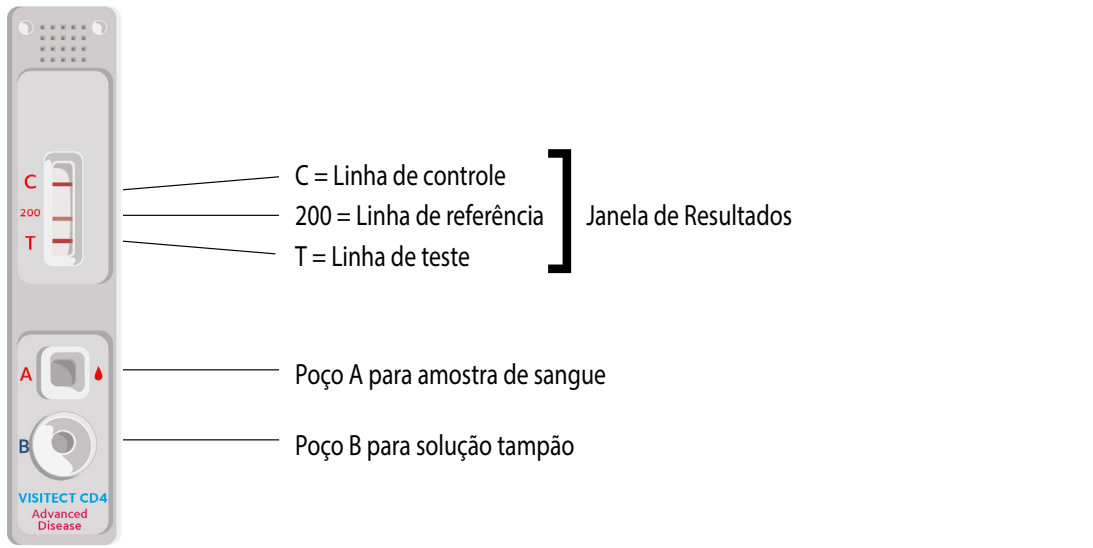 C
200
T
C = Linha de controle
200 = Linha de referência
T = Linha de teste
Janela de Resultados
A
Poço A para amostra de sangue
B
Poço B para solução tampão
VISITECT CD4
Advanced
Disease